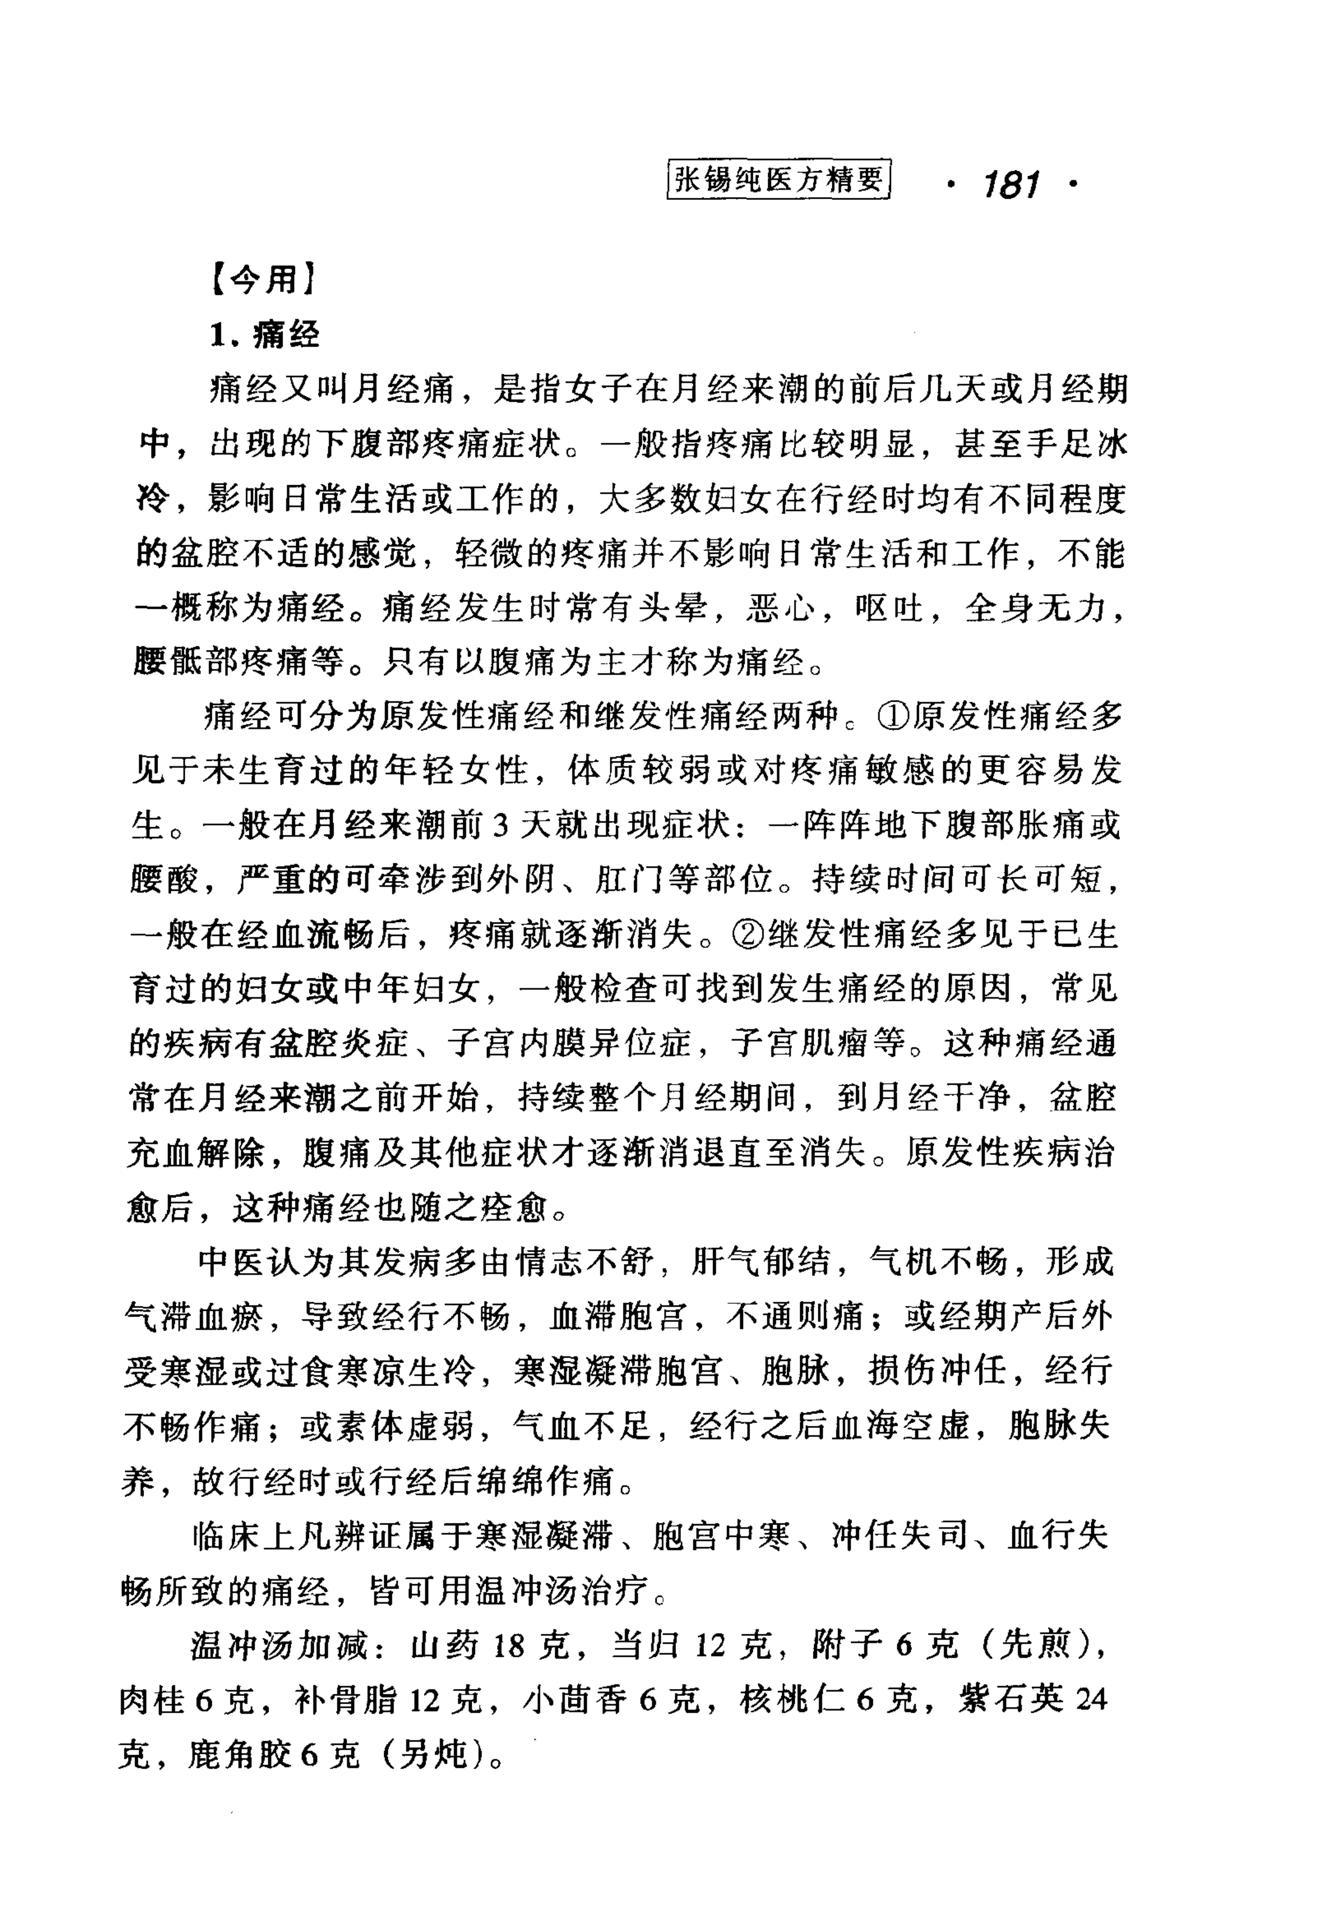 张锡纯医方精要 · 181 ·
【今用】
1. 痛经
痛经又叫月经痛，是指女子在月经来潮的前后几天或月经期
中，出现的下腹部疼痛症状。一般指疼痛比较明显，甚至手足冰
冷，影响日常生活或工作的，大多数妇女在行经时均有不同程度
的盆腔不适的感觉，轻微的疼痛并不影响日常生活和工作，不能
一概称为痛经。痛经发生时常有头晕，恶心，呕吐，全身无力，
腰骶部疼痛等。只有以腹痛为主才称为痛经。
痛经可分为原发性痛经和继发性痛经两种。①原发性痛经多
见于未生育过的年轻女性，体质较弱或对疼痛敏感的更容易发
生。一般在月经来潮前 3 天就出现症状：一阵阵地下腹部胀痛或
腰酸，严重的可牵涉到外阴、肛门等部位。持续时间可长可短，
一般在经血流畅后，疼痛就逐渐消失。②继发性痛经多见于已生
育过的妇女或中年妇女，一般检查可找到发生痛经的原因，常见
的疾病有盆腔炎症、子宫内膜异位症，子宫肌瘤等。这种痛经通
常在月经来潮之前开始，持续整个月经期间，到月经干净，盆腔
充血解除，腹痛及其他症状才逐渐消退直至消失。原发性疾病治
愈后，这种痛经也随之痊愈。
中医认为其发病多由情志不舒，肝气郁结，气机不畅，形成
气滞血瘀，导致经行不畅，血滞胞宫，不通则痛；或经期产后外
受寒湿或过食寒凉生冷，寒湿凝滞胞宫、胞脉，损伤冲任，经行
不畅作痛；或素体虚弱，气血不足，经行之后血海空虚，胞脉失
养，故行经时或行经后绵绵作痛。
临床上凡辨证属于寒湿凝滞、胞宫中寒、冲任失司、血行失
畅所致的痛经，皆可用温冲汤治疗。
温冲汤加减：山药 18 克，当归 12 克，附子 6 克（先煎），
肉桂 6 克，补骨脂 12 克，小茴香 6 克，核桃仁 6 克，紫石英 24
克，鹿角胶 6 克（另炖）。